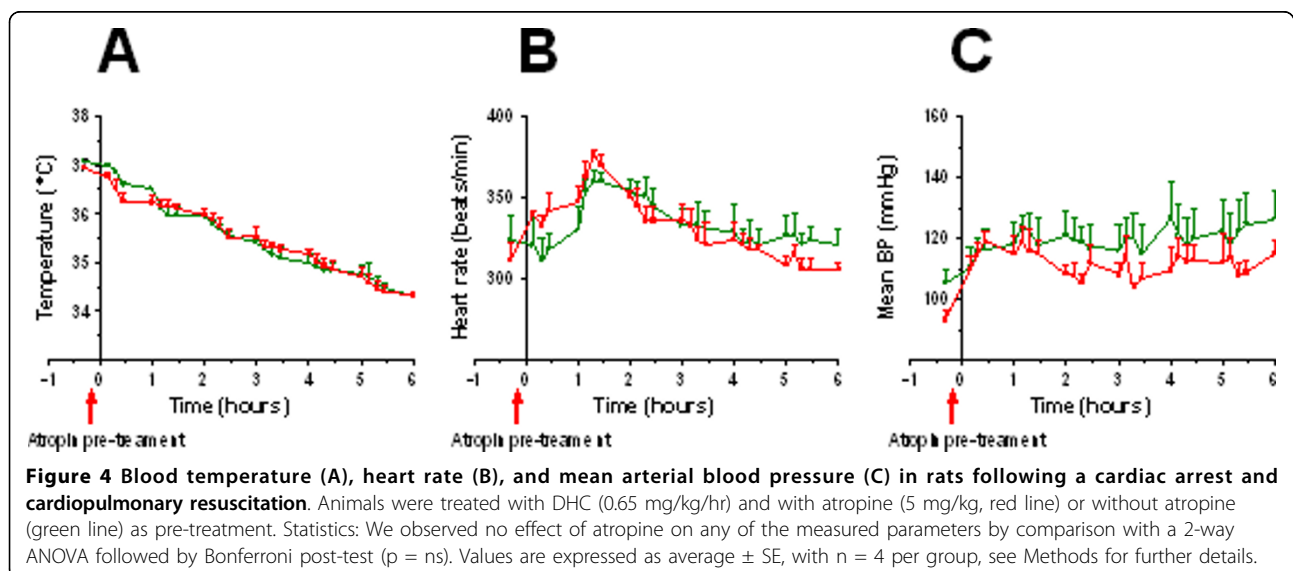 A B C
38
37
36
35
34
Temperature (°C)
-1 0 1 2 3 4 5 6
Time (hours)
Atropin pre-treament
400
350
300
Heart rate (beats/min)
-1 0 1 2 3 4 5 6
Time (hours)
Atropin pre-treament
160
140
120
100
Mean BP (mmHg)
-1 0 1 2 3 4 5 6
Time (hours)
Atropin pre-treament
Figure 4 Blood temperature (A), heart rate (B), and mean arterial blood pressure (C) in rats following a cardiac arrest and
cardiopulmonary resuscitation. Animals were treated with DHC (0.65 mg/kg/hr) and with atropine (5 mg/kg, red line) or without atropine
(green line) as pre-treatment. Statistics: We observed no effect of atropine on any of the measured parameters by comparison with a 2-way
ANOVA followed by Bonferroni post-test (p = ns). Values are expressed as average ± SE, with n = 4 per group, see Methods for further details.